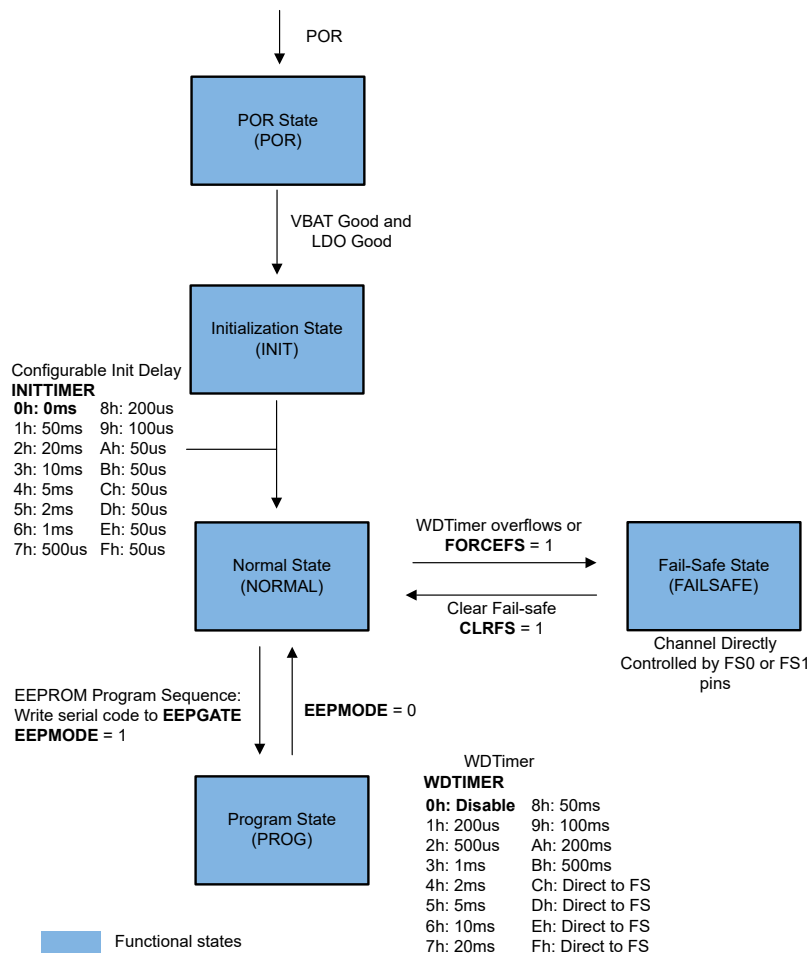 POR
POR State
(POR)
VBAT Good and
LDO Good
Initialization State
(INIT)
Configurable Init Delay
INITTIMER
0h: 0ms 8h: 200us
1h: 50ms 9h: 100us
2h: 20ms Ah: 50us
3h: 10ms Bh: 50us
4h: 5ms Ch: 50us
5h: 2ms Dh: 50us
6h: 1ms Eh: 50us
7h: 500us Fh: 50us
Normal State
(NORMAL)
WDTimer overflows or
FORCEFS = 1
Clear Fail-safe
CLRFS = 1
Fail-Safe State
(FAILSAFE)
Channel Directly
Controlled by FS0 or FS1
pins
EEPROM Program Sequence:
Write serial code to EEPGATE
EEPMODE = 1
EEPMODE = 0
Program State
(PROG)
WDTimer
WDTIMER
0h: Disable 8h: 50ms
1h: 200us 9h: 100ms
2h: 500us Ah: 200ms
3h: 1ms Bh: 500ms
4h: 2ms Ch: Direct to FS
5h: 5ms Dh: Direct to FS
6h: 10ms Eh: Direct to FS
7h: 20ms Fh: Direct to FS
Functional states